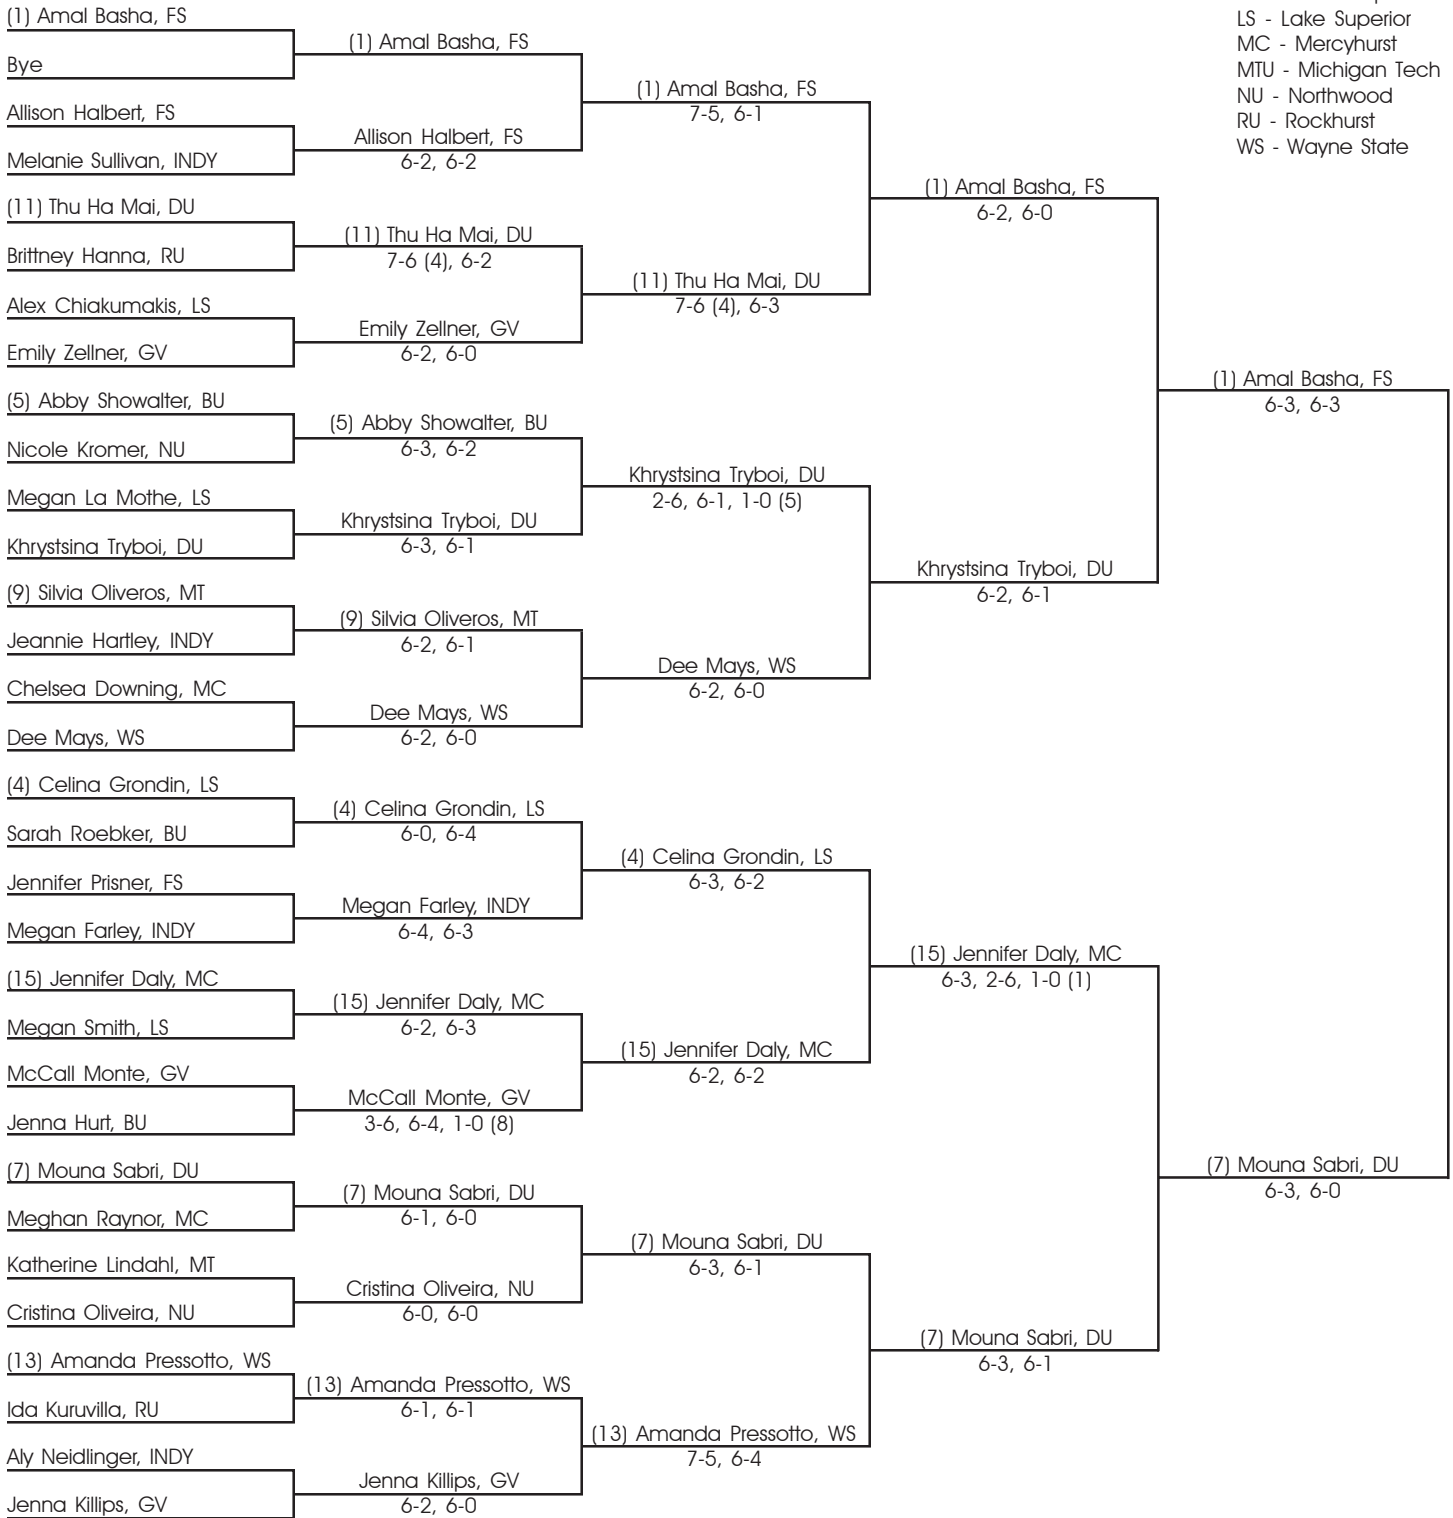 (1) Amal Basha, FS
Bye
Allison Halbert, FS
Melanie Sullivan, INDY
(11) Thu Ha Mai, DU
Brittney Hanna, RU
Alex Chiakumakis, LS
Emily Zellner, GV
(5) Abby Showalter, BU
Nicole Kromer, NU
Megan La Mothe, LS
Khrystsina Tryboi, DU
(9) Silvia Oliveros, MT
Jeannie Hartley, INDY
Chelsea Downing, MC
Dee Mays, WS
(4) Celina Grondin, LS
Sarah Roebker, BU
Jennifer Prisner, FS
Megan Farley, INDY
(15) Jennifer Daly, MC
Megan Smith, LS
McCall Monte, GV
Jenna Hurt, BU
(7) Mouna Sabri, DU
Meghan Raynor, MC
Katherine Lindahl, MT
Cristina Oliveira, NU
(13) Amanda Pressotto, WS
Ida Kuruvilla, RU
Aly Neidlinger, INDY
Jenna Killips, GV
(1) Amal Basha, FS
Allison Halbert, FS
6-2, 6-2
(11) Thu Ha Mai, DU
7-6 (4), 6-2
Emily Zellner, GV
6-2, 6-0
(5) Abby Showalter, BU
6-3, 6-2
Khrystsina Tryboi, DU
6-3, 6-1
(9) Silvia Oliveros, MT
6-2, 6-1
Dee Mays, WS
6-2, 6-0
(4) Celina Grondin, LS
6-0, 6-4
Megan Farley, INDY
6-4, 6-3
(15) Jennifer Daly, MC
6-2, 6-3
McCall Monte, GV
3-6, 6-4, 1-0 (8)
(7) Mouna Sabri, DU
6-1, 6-0
Cristina Oliveira, NU
6-0, 6-0
(13) Amanda Pressotto, WS
6-1, 6-1
Jenna Killips, GV
6-2, 6-0
(1) Amal Basha, FS
7-5, 6-1
(11) Thu Ha Mai, DU
7-6 (4), 6-3
Khrystsina Tryboi, DU
2-6, 6-1, 1-0 (5)
Dee Mays, WS
6-2, 6-0
(4) Celina Grondin, LS
6-3, 6-2
(15) Jennifer Daly, MC
6-2, 6-2
(7) Mouna Sabri, DU
6-3, 6-1
(13) Amanda Pressotto, WS
7-5, 6-4
(1) Amal Basha, FS
6-2, 6-0
Khrystsina Tryboi, DU
6-2, 6-1
(15) Jennifer Daly, MC
6-3, 2-6, 1-0 (1)
(7) Mouna Sabri, DU
6-3, 6-1
(1) Amal Basha, FS
6-3, 6-3
(7) Mouna Sabri, DU
6-3, 6-0
LS - Lake Superior
MC - Mercyhurst
MTU - Michigan Tech
NU - Northwood
RU - Rockhurst
WS - Wayne State